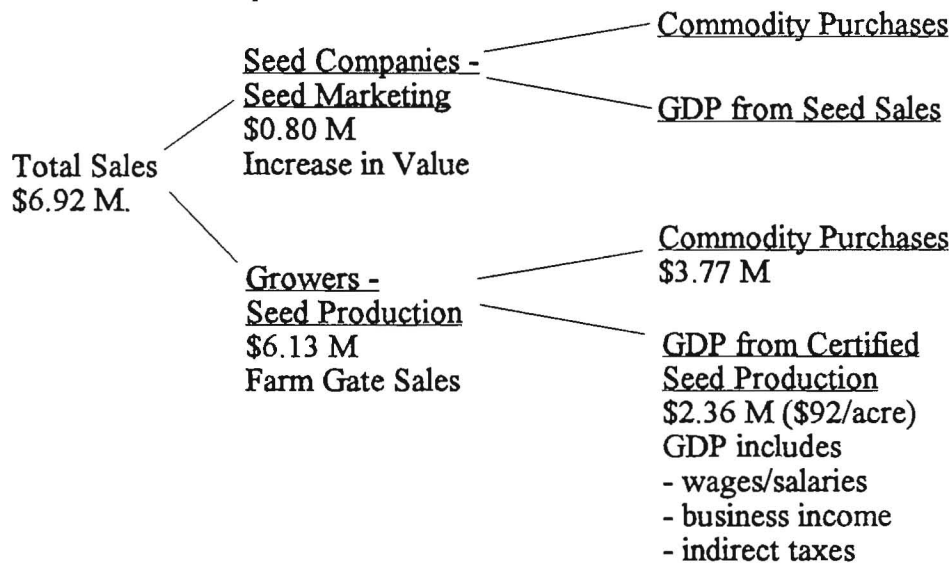 Total Sales
$6.92 M.
Seed Companies -
Seed Marketing
$0.80 M
Increase in Value
Commodity Purchases
GDP from Seed Sales
Growers -
Seed Production
$6.13 M
Farm Gate Sales
Commodity Purchases
$3.77 M
GDP from Certified
Seed Production
$2.36 M ($92/acre)
GDP includes
- wages/salaries
- business income
- indirect taxes